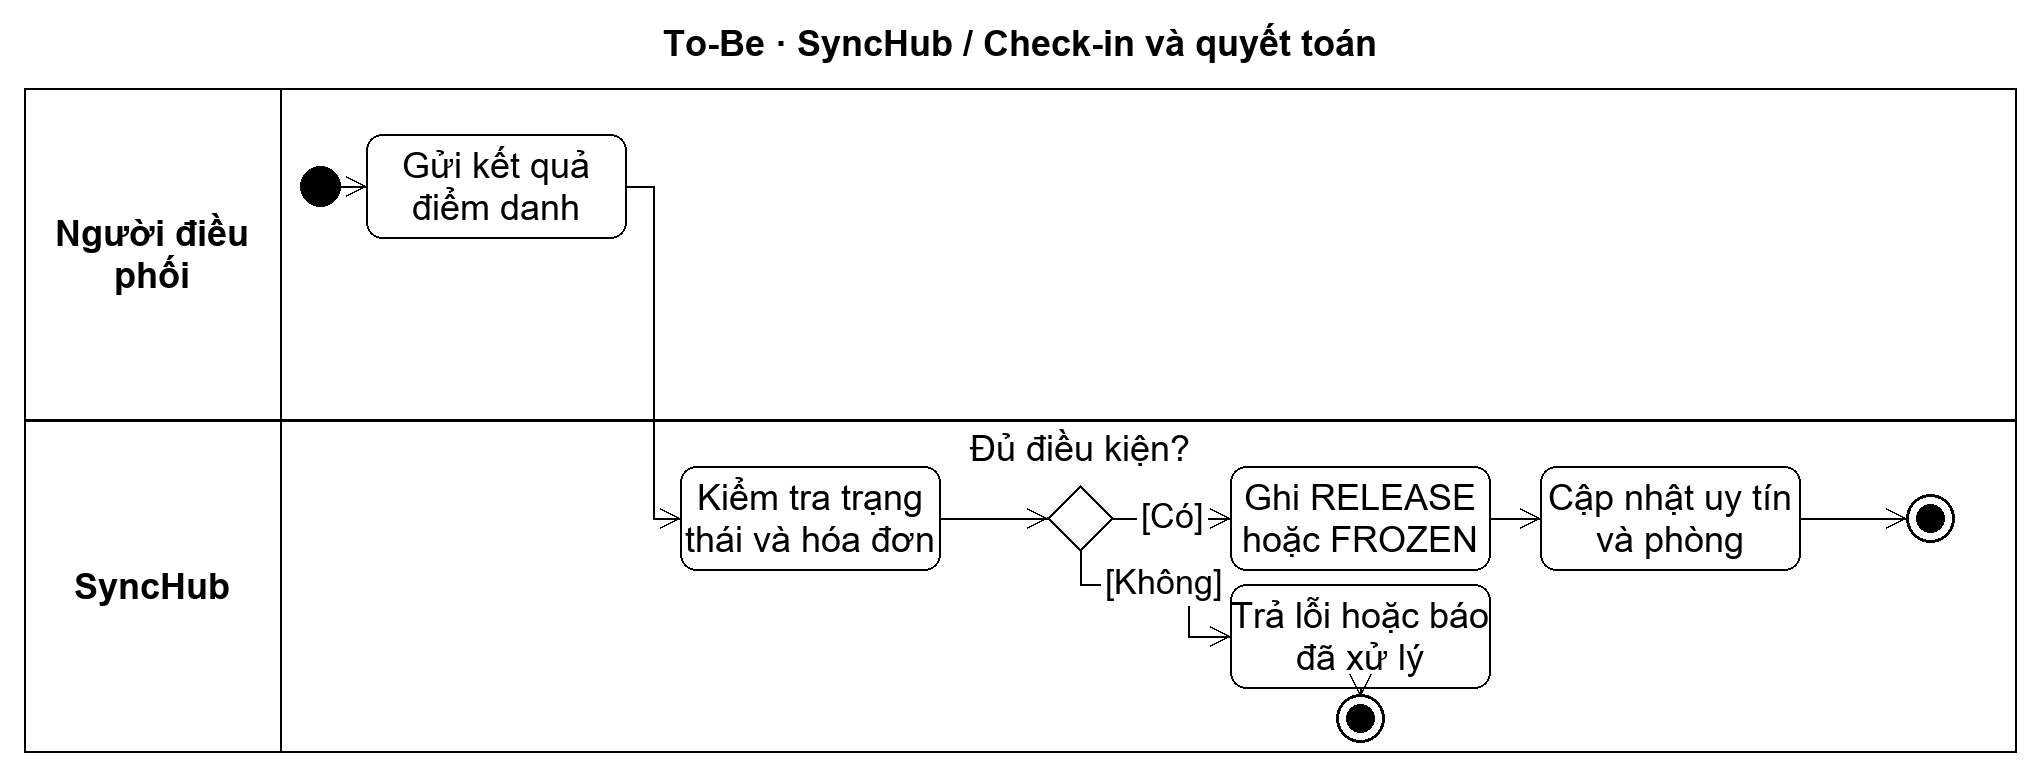 To-Be · SyncHub / Check-in và quyết toán
Gửi kết quả
điểm danh
Người điều
phối
Đủ điều kiện?
Kiểm tra trạng
thái và hóa đơn
[Có]
Ghi RELEASE
hoặc FROZEN
Cập nhật uy tín
và phòng
[Không]
SyncHub
Trả lỗi hoặc báo
đã xử lý